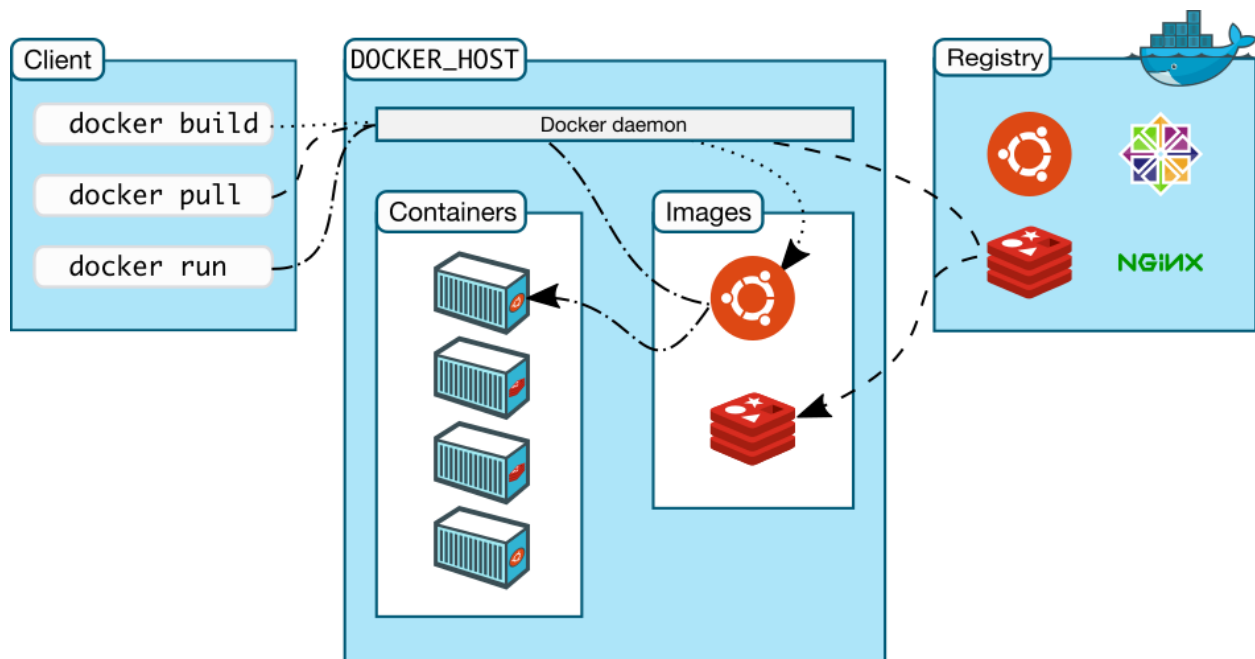 Client
docker build
docker pull
docker run
DOCKER_HOST
Docker daemon
Containers
Images
Registry
NGiNX